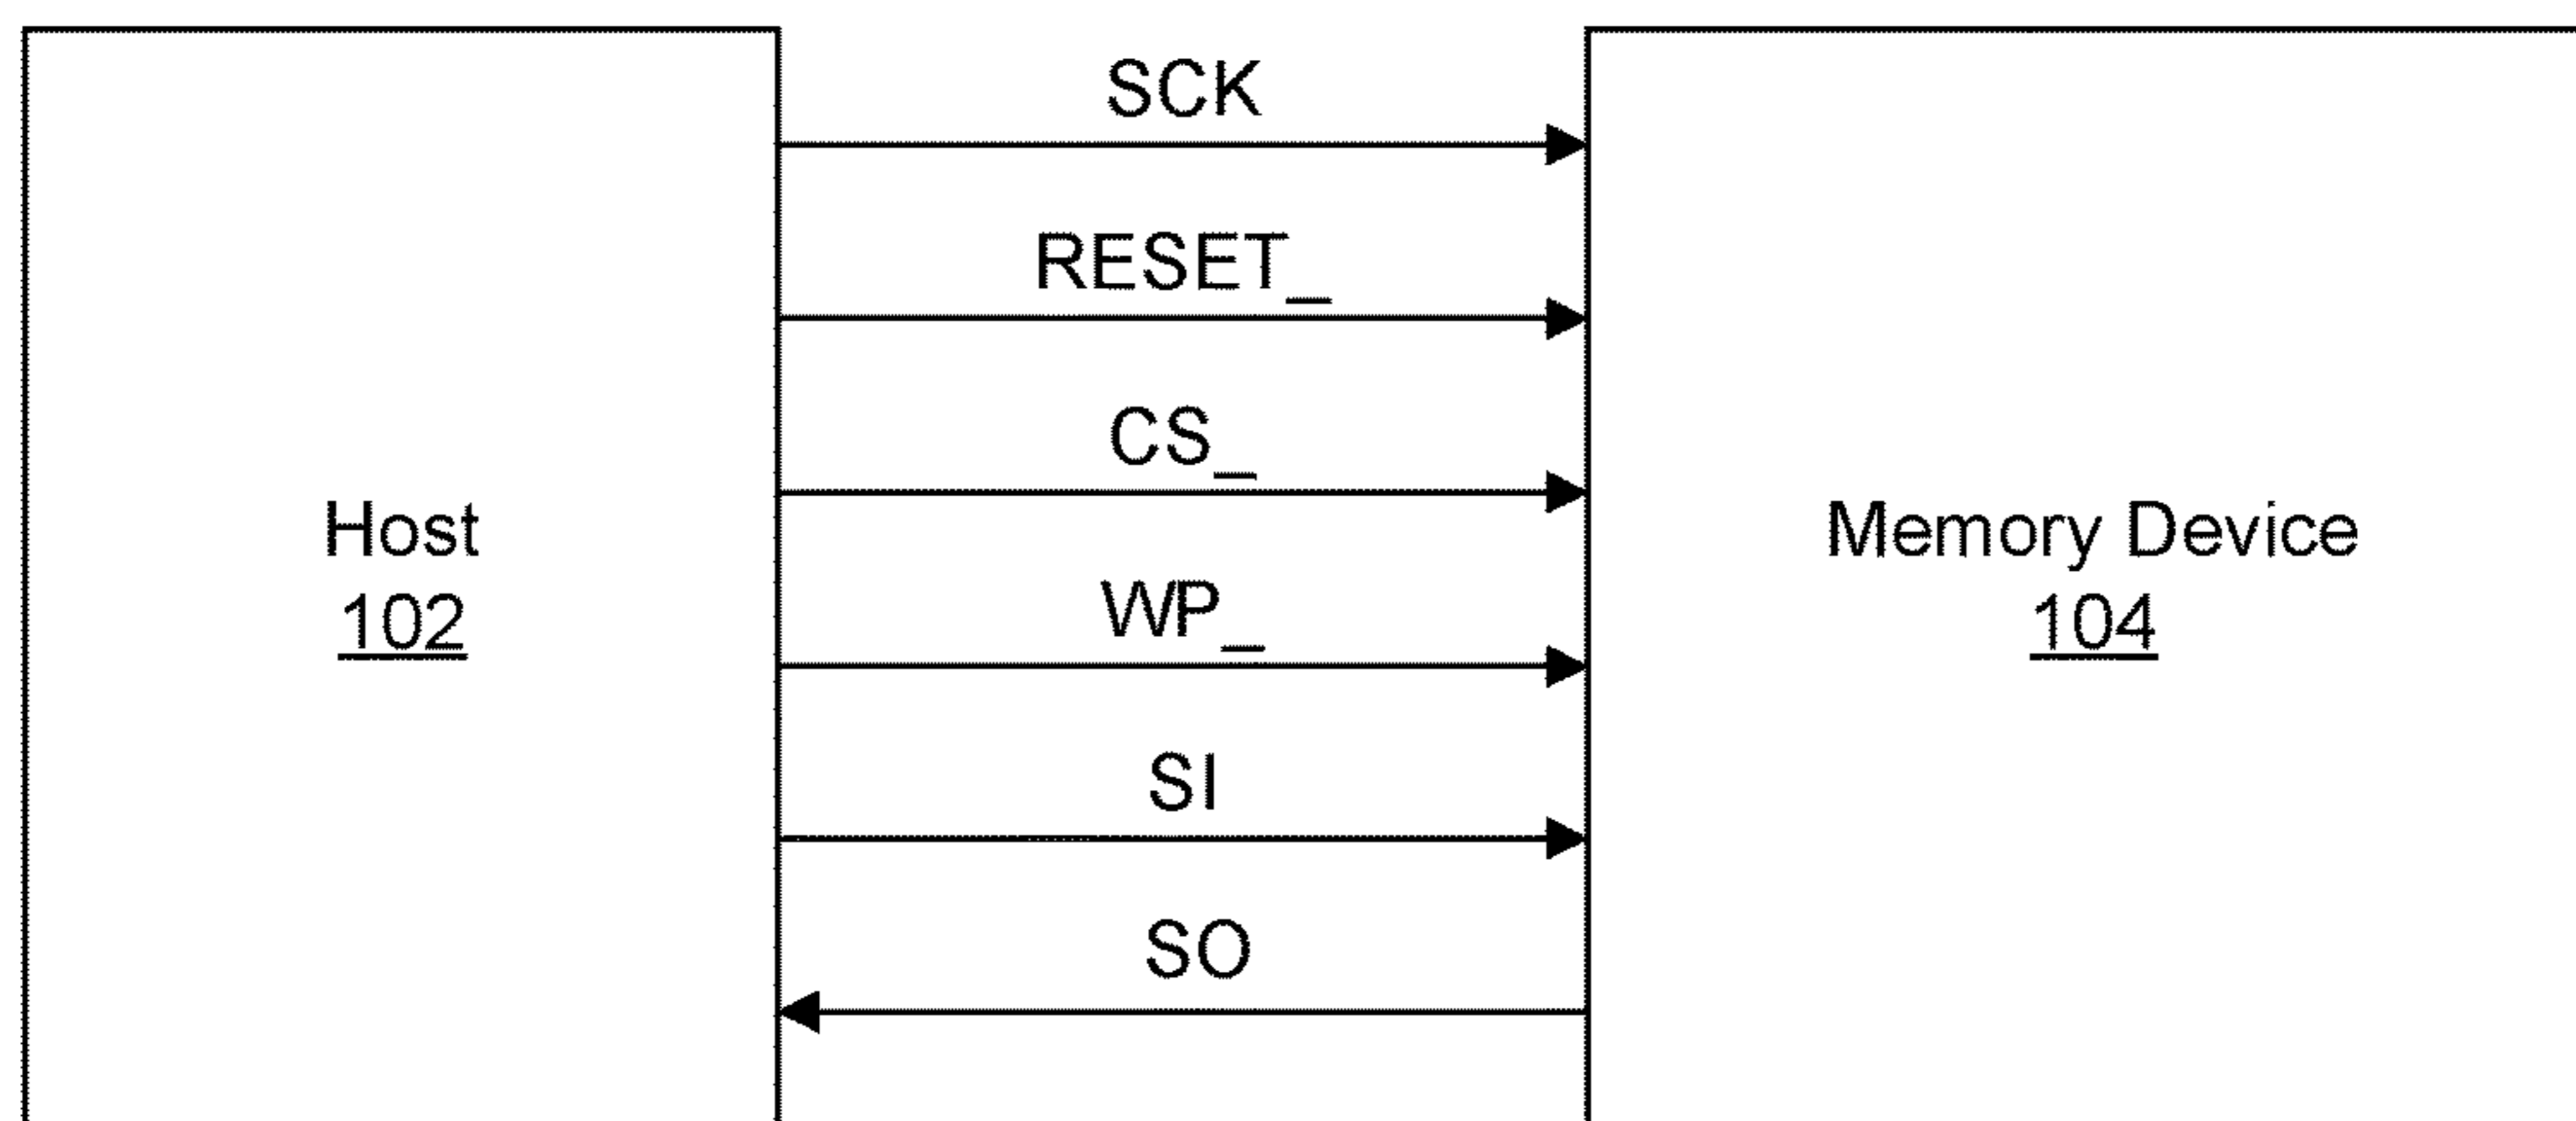 SCK
RESET_
CS_
Host
102
WP_
Memory Device
104
SI
SO